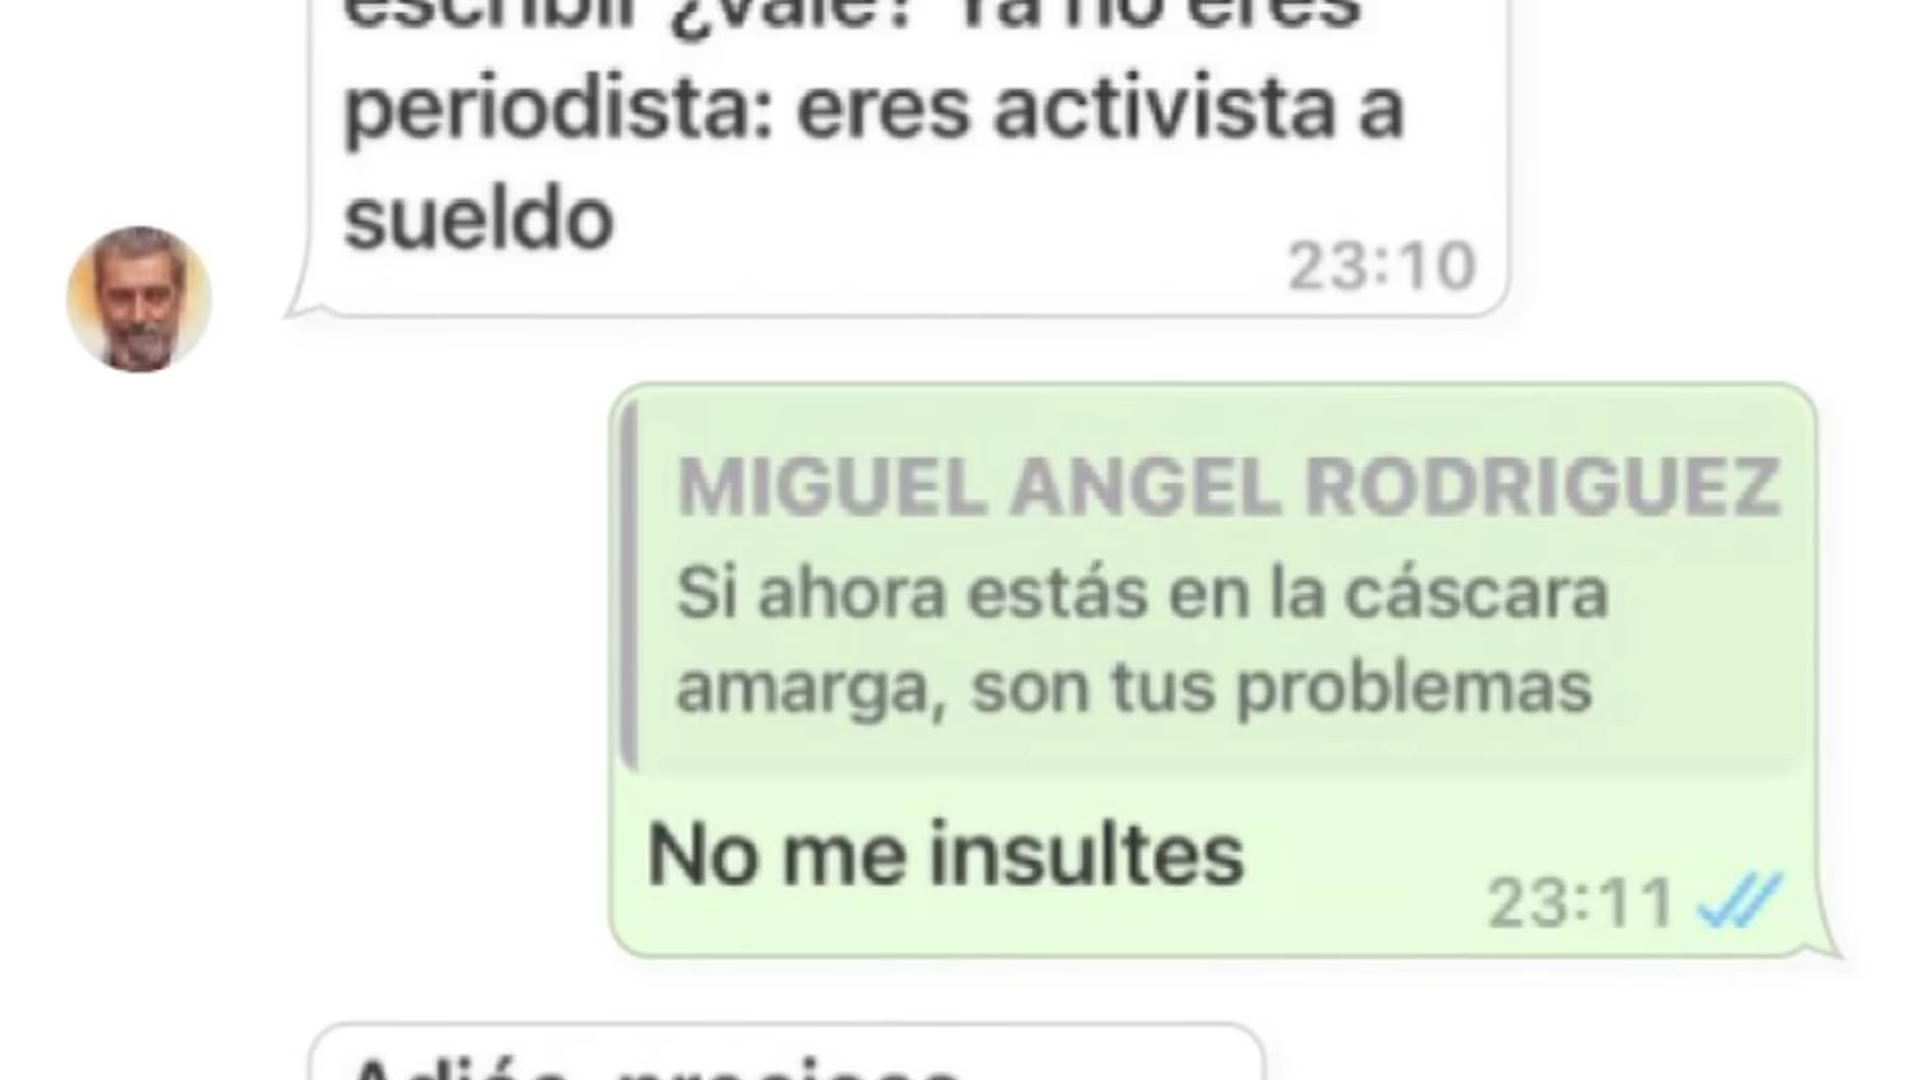 escribir ¿vale? Ya no eres
periodista: eres activista a
sueldo
23:10
MIGUEL ANGEL RODRIGUEZ
Si ahora estás en la cáscara
amarga, son tus problemas
No me insultes
23:11
Adiós,